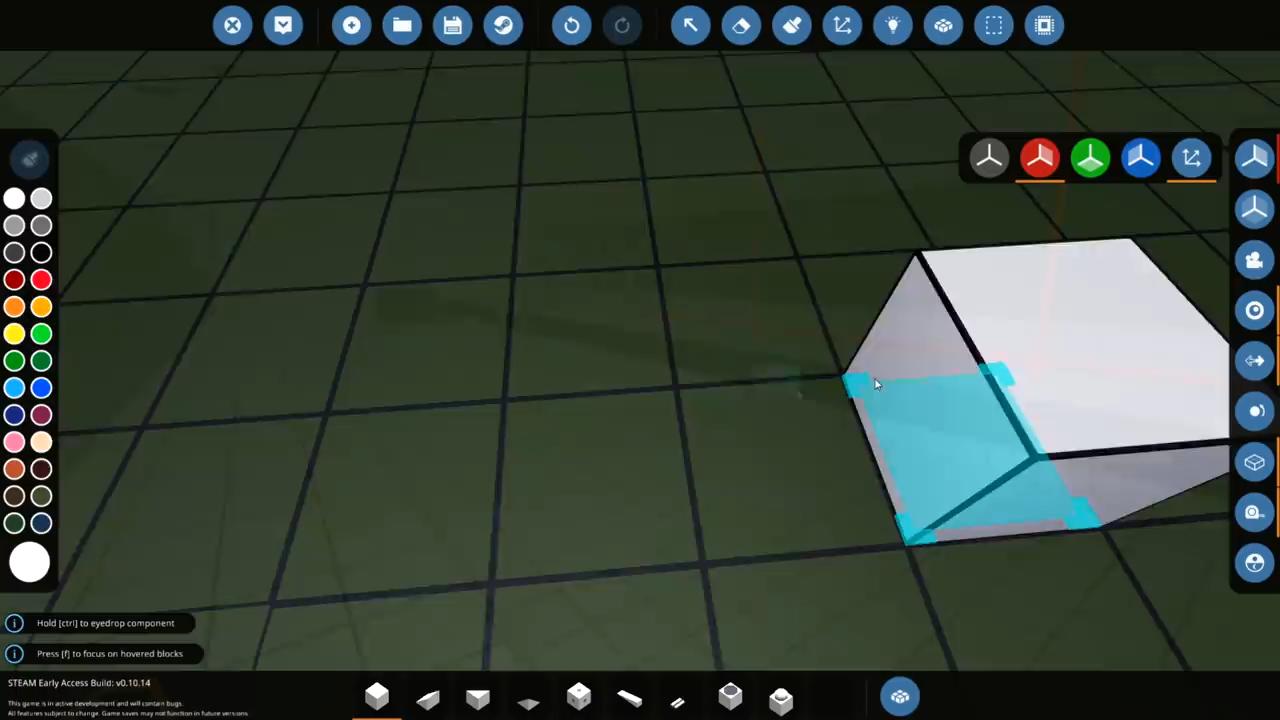 Hold [ctrl] to eyedrop component
Press [f] to focus on hovered blocks
STEAM Early Access Build: v0.10.14
This game is in active development and will contain bugs.
All features subject to change. Game saves may not function in future versions